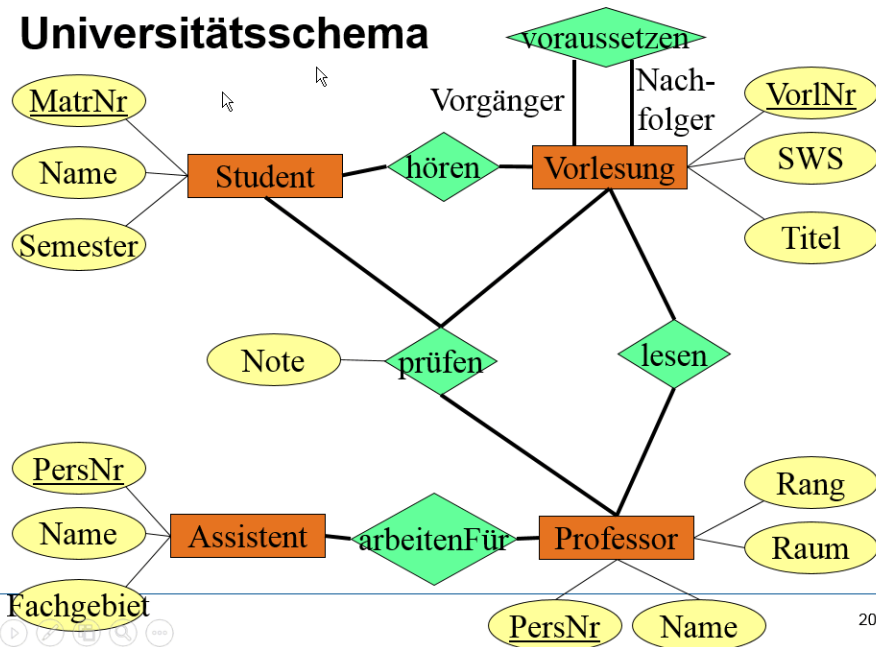 Universitätsschema
voraussetzen
MatrNr
Vorgänger
Nach-
folger
VorlNr
Name
Student
hören
Vorlesung
SWS
Semester
Titel
Note
prüfen
lesen
PersNr
Rang
Name
Assistent
arbeitenFür
Professor
Raum
Fachgebiet
PersNr
Name
20